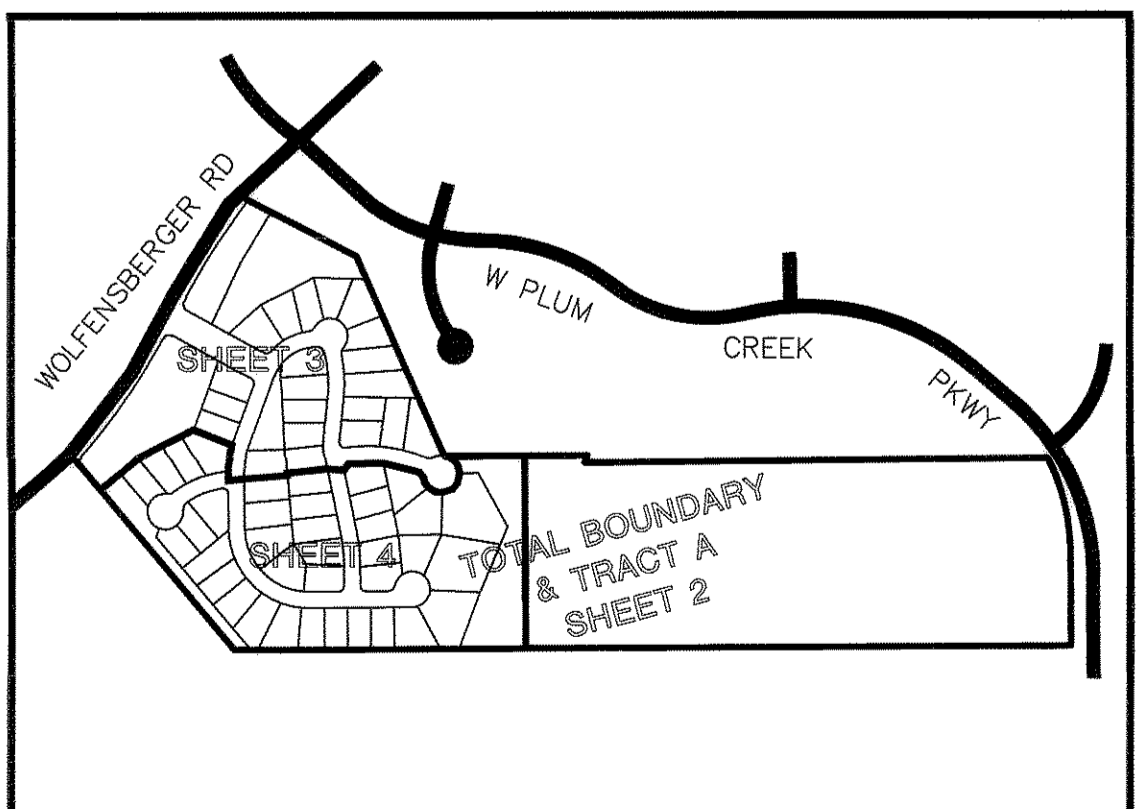 WOLFENSBERGER RD
W PLUM
CREEK
PKWY
SHEET 3
SHEET 4
TOTAL BOUNDARY
& TRACT A
SHEET 2